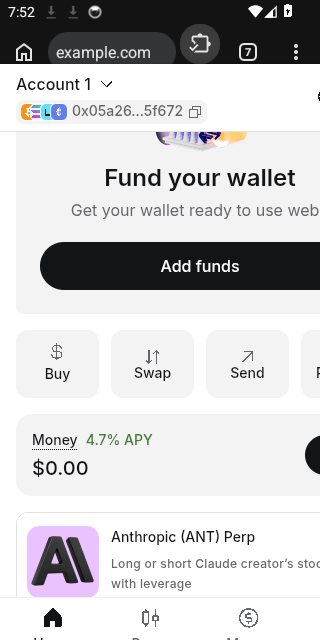 7:52
example.com
7
Account 1
0x05a26...5f672
Fund your wallet
Get your wallet ready to use web
Add funds
Buy
Swap
Send
Money 4.7% APY
$0.00
Anthropic (ANT) Perp
Long or short Claude creator's
with leverage